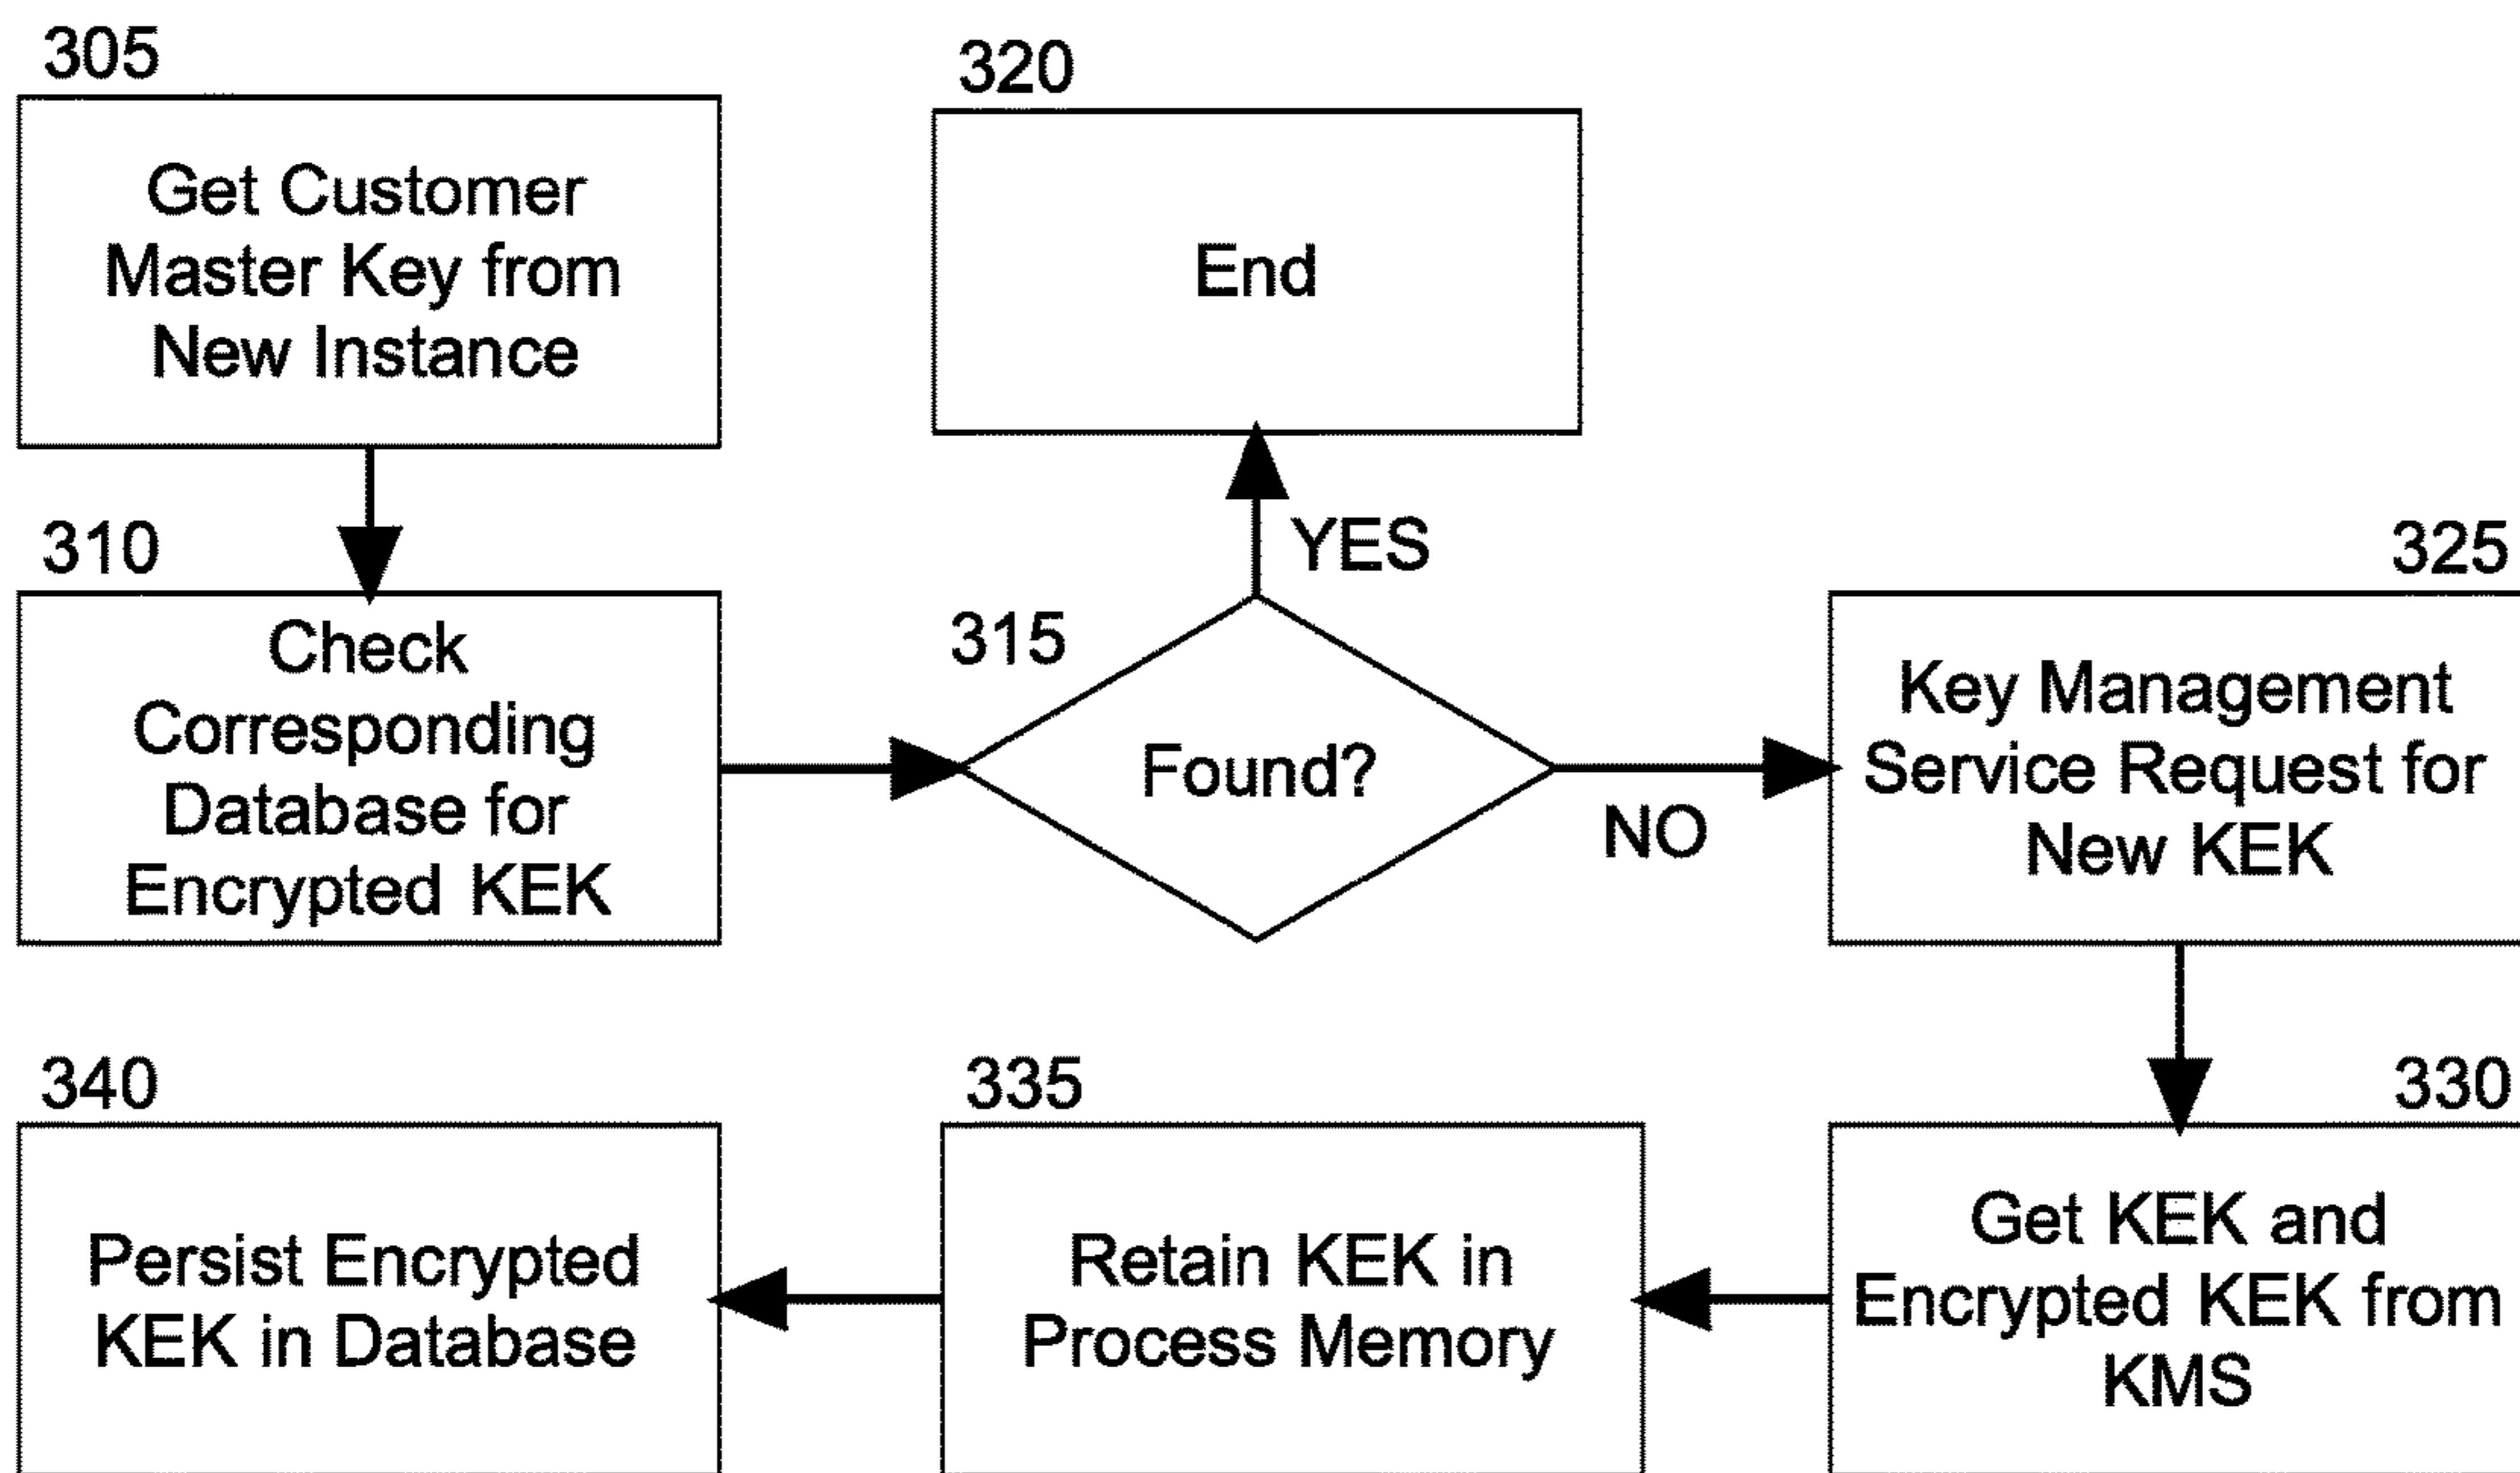 305
Get Customer
Master Key from
New Instance
320
End
310
Check
Corresponding
Database for
Encrypted KEK
315
Found?
YES
NO
325
Key Management
Service Request for
New KEK
340
Persist Encrypted
KEK in Database
335
Retain KEK in
Process Memory
330
Get KEK and
Encrypted KEK from
KMS